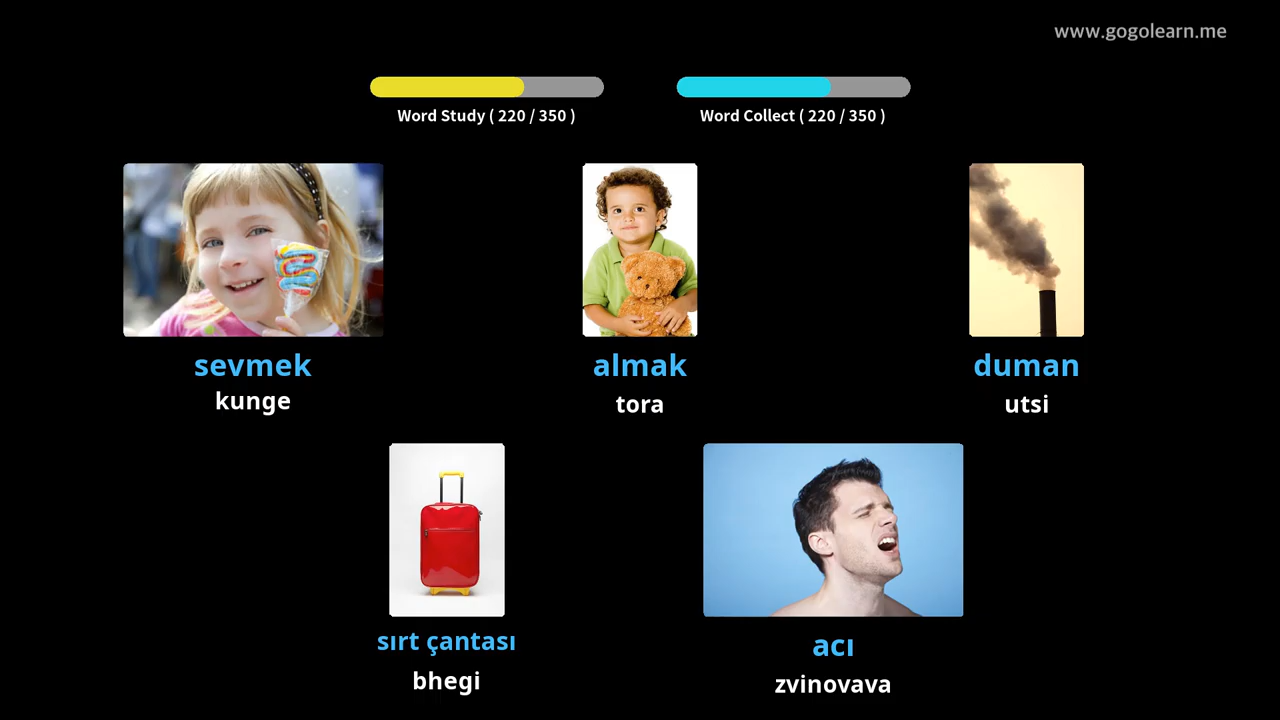 www.gogolearn.me
Word Study ( 220 / 350 )
Word Collect ( 220 / 350 )
sevmek
kunge
almak
tora
duman
utsi
sırt çantası
bhegi
acı
zvinovava